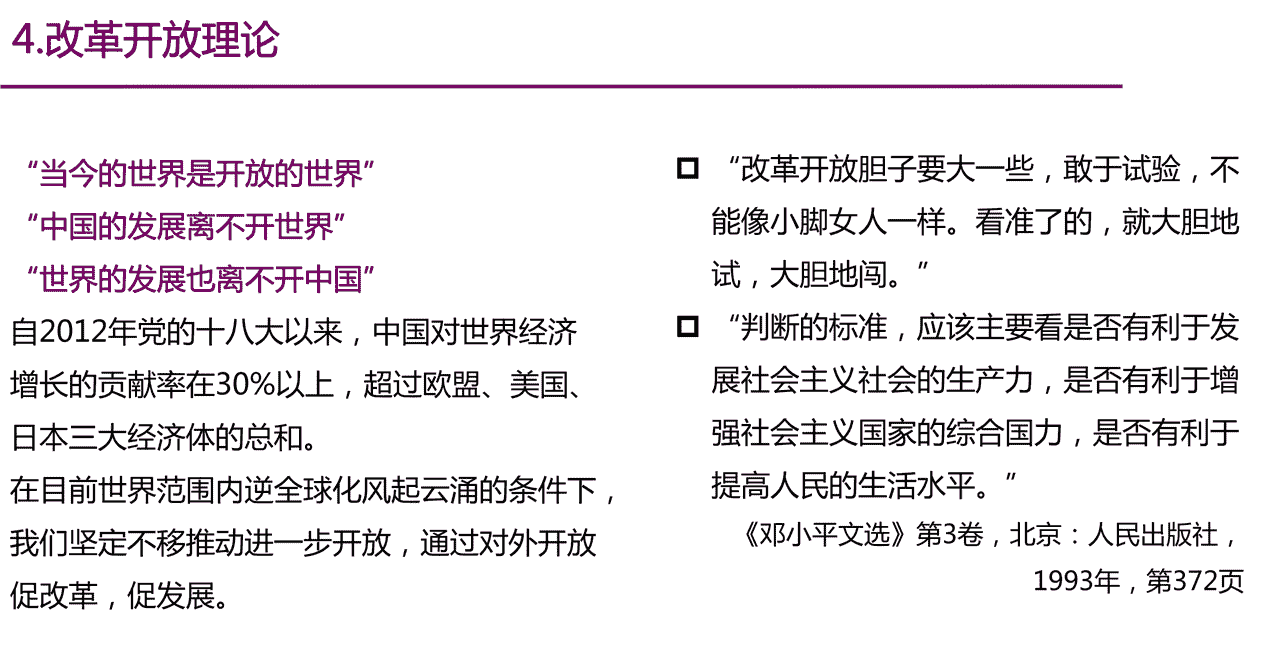 4.改革开放理论
“当今的世界是开放的世界”
“中国的发展离不开世界”
“世界的发展也离不开中国”
自2012年党的十八大以来，中国对世界经济
增长的贡献率在30%以上，超过欧盟、美国、
日本三大经济体的总和。
在目前世界范围内逆全球化风起云涌的条件下，
我们坚定不移推动进一步开放，通过对外开放
促改革，促发展。
“改革开放胆子要大一些，敢于试验，不
能像小脚女人一样。看准了的，就大胆地
试，大胆地闯。”
“判断的标准，应该主要看是否有利于发
展社会主义社会的生产力，是否有利于增
强社会主义国家的综合国力，是否有利于
提高人民的生活水平。”
《邓小平文选》第3卷，北京：人民出版社，
1993年，第372页